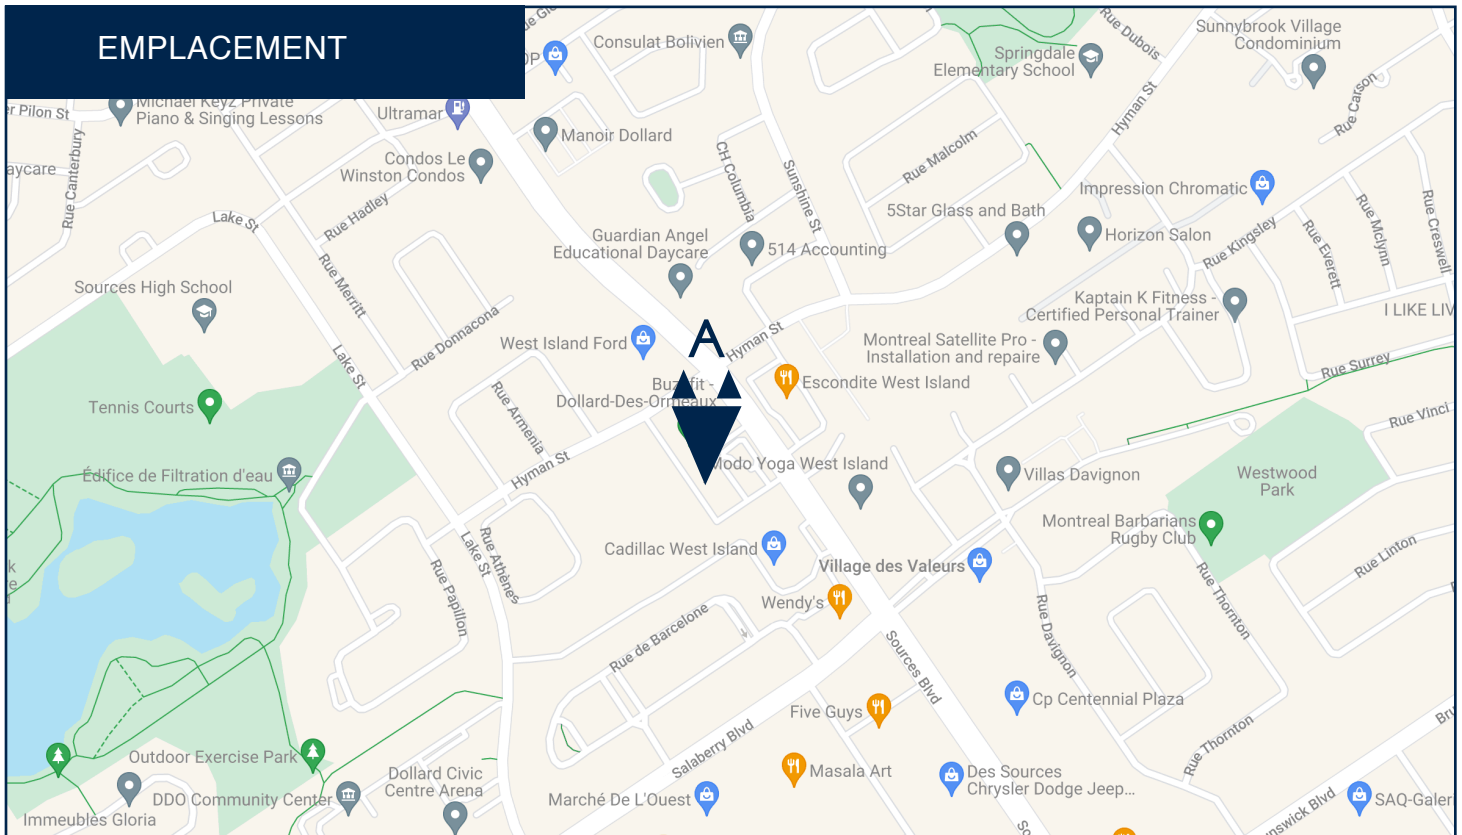 EMPLACEMENT
Consulat Bolivien
Rue Dubois
Sunnybrook Village
Condominium
Springdale
Elementary School
Rue Carson
Hyman St
Michael Keyz Private
Piano & Singing Lessons
er Pilon St
Ultramar
OP
Manoir Dollard
Condos Le
Winston Condos
aycare
Rue Canterbury
Rue Hadley
Lake St
CH Columbia
Sunshine St
Rue Malcolm
Impression Chromatic
5Star Glass and Bath
Horizon Salon
Rue Kingsley
Rue Everett
Rue Mclynn
Rue Creswell
Guardian Angel
Educational Daycare
514 Accounting
Sources High School
Rue Merritt
Rue Donnacona
Kaptain K Fitness -
Certified Personal Trainer
I LIKE LIV
West Island Ford
A
Hyman St
Montreal Satellite Pro -
Installation and repaire
Rue Surrey
Lake St
Escondite West Island
Dollard-Des-Ormeaux
Rue Armenia
Tennis Courts
Rue Vinci
Édifice de Filtration d'eau
Hyman St
Modo Yoga West Island
Villas Davignon
Westwood
Park
Montreal Barbarians
Rugby Club
Rue Linton
Lake St
Rue Athènes
Rue Papillon
Cadillac West Island
Village des Valeurs
Wendy's
Rue Thornton
Rue Davignon
k
e
Rue de Barcelone
Sources Blvd
Cp Centennial Plaza
Five Guys
Rue Thornton
Salaberry Blvd
Outdoor Exercise Park
Masala Art
Des Sources
Chrysler Dodge Jeep...
Dollard Civic
Centre Arena
DDO Community Center
Marché De L'Ouest
Immeubles Gloria
SAQ-Galer
nswick Blvd
Bru
So